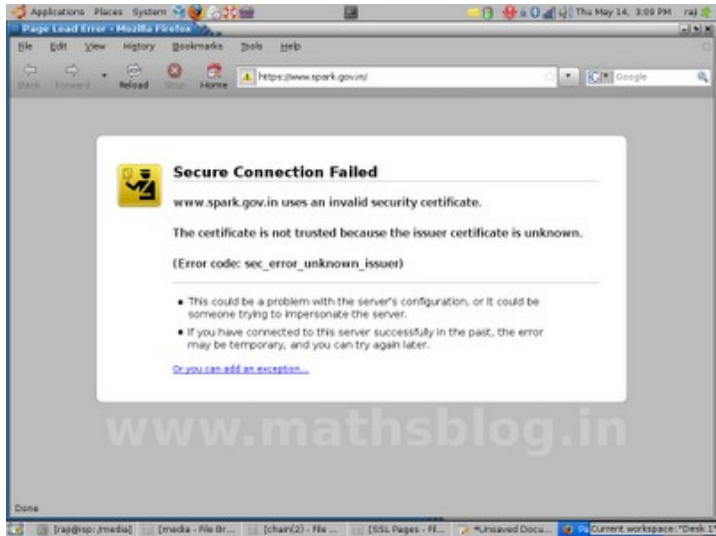 Applications Places System Thu May 14, 3:09 PM raj
Page Load Error - Mozilla Firefox
File Edit View History Bookmarks Tools Help
Back Forward Reload Stop Home https://www.spark.gov.in/ Google
Secure Connection Failed
www.spark.gov.in uses an invalid security certificate.
The certificate is not trusted because the issuer certificate is unknown.
(Error code: sec_error_unknown_issuer)
This could be a problem with the server's configuration, or it could be
someone trying to impersonate the server.
If you have connected to this server successfully in the past, the error
may be temporary, and you can try again later.
Or you can add an exception...
www.mathsblog.in
Done
[raj@isp: /media] [media - File Br... [chain(2) - File ... [SSL Pages - Fil... *Unsaved Docu... Current workspace: "Desk 1"